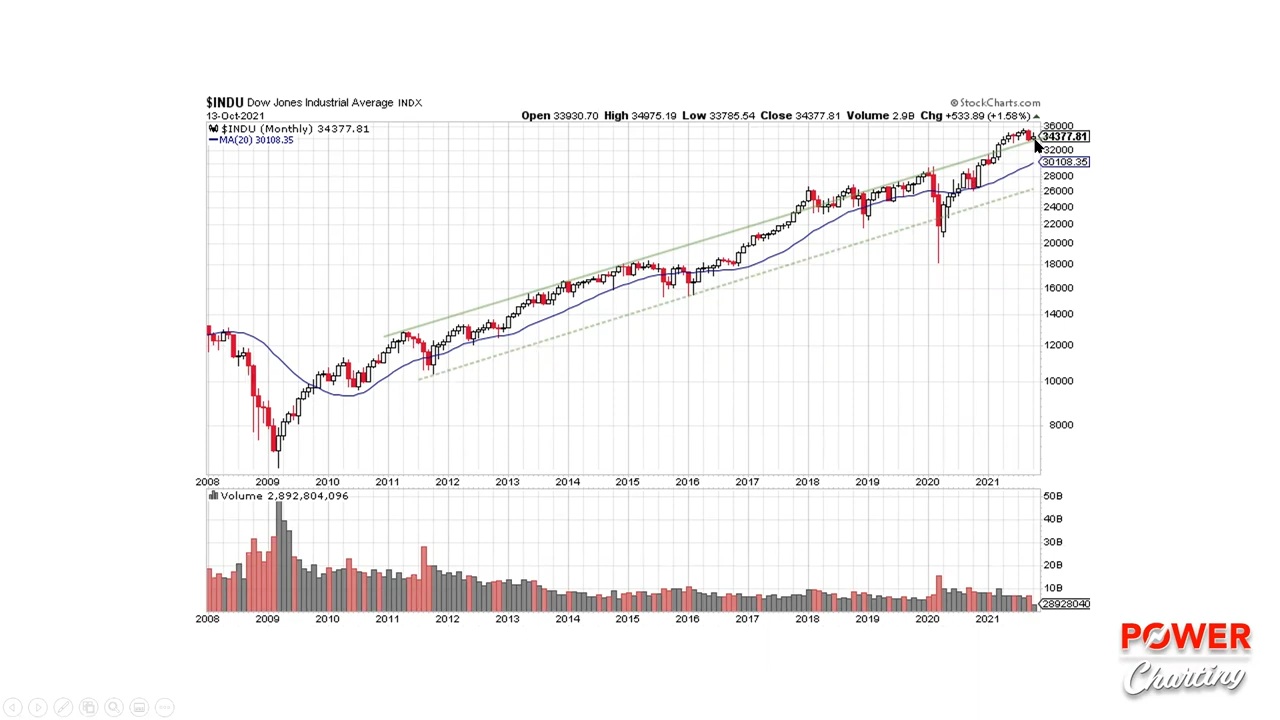 $INDU Dow Jones Industrial Average INDX
© StockCharts.com
13-Oct-2021
Open 33930.70 High 34975.19 Low 33785.54 Close 34377.81 Volume 2.9B Chg +533.89 (+1.58%)
$INDU (Monthly) 34377.81
MA(20) 30108.35
36000
34377.81
32000
30108.35
28000
26000
24000
22000
20000
18000
16000
14000
12000
10000
8000
2008 2009 2010 2011 2012 2013 2014 2015 2016 2017 2018 2019 2020 2021
Volume 2,892,804,096
50B
40B
30B
20B
10B
28928040
2008 2009 2010 2011 2012 2013 2014 2015 2016 2017 2018 2019 2020 2021
POWER
Charting